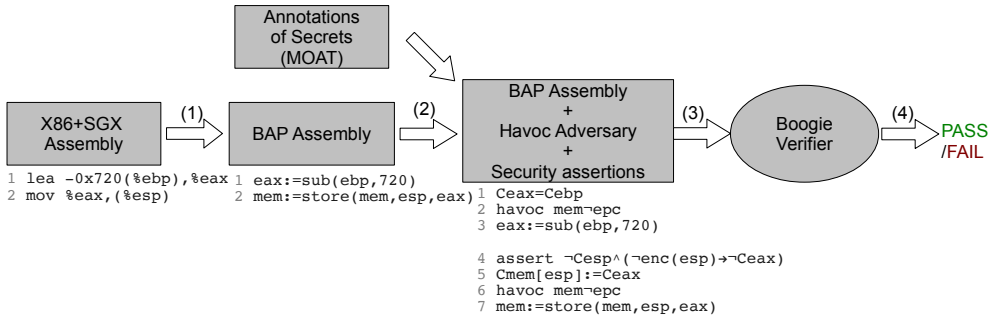 Annotations
of Secrets
(MOAT)
X86+SGX
Assembly
(1)
BAP Assembly
(2)
BAP Assembly
+
Havoc Adversary
+
Security assertions
(3)
Boogie
Verifier
(4)
PASS
/FAIL
1 lea -0x720(%ebp),%eax
2 mov %eax,(%esp)
1 eax:=sub(ebp,720)
2 mem:=store(mem,esp,eax)
1 Ceax=Cebp
2 havoc mem¬epc
3 eax:=sub(ebp,720)
4 assert ¬Cesp^(¬enc(esp)→¬Ceax)
5 Cmem[esp]:=Ceax
6 havoc mem¬epc
7 mem:=store(mem,esp,eax)